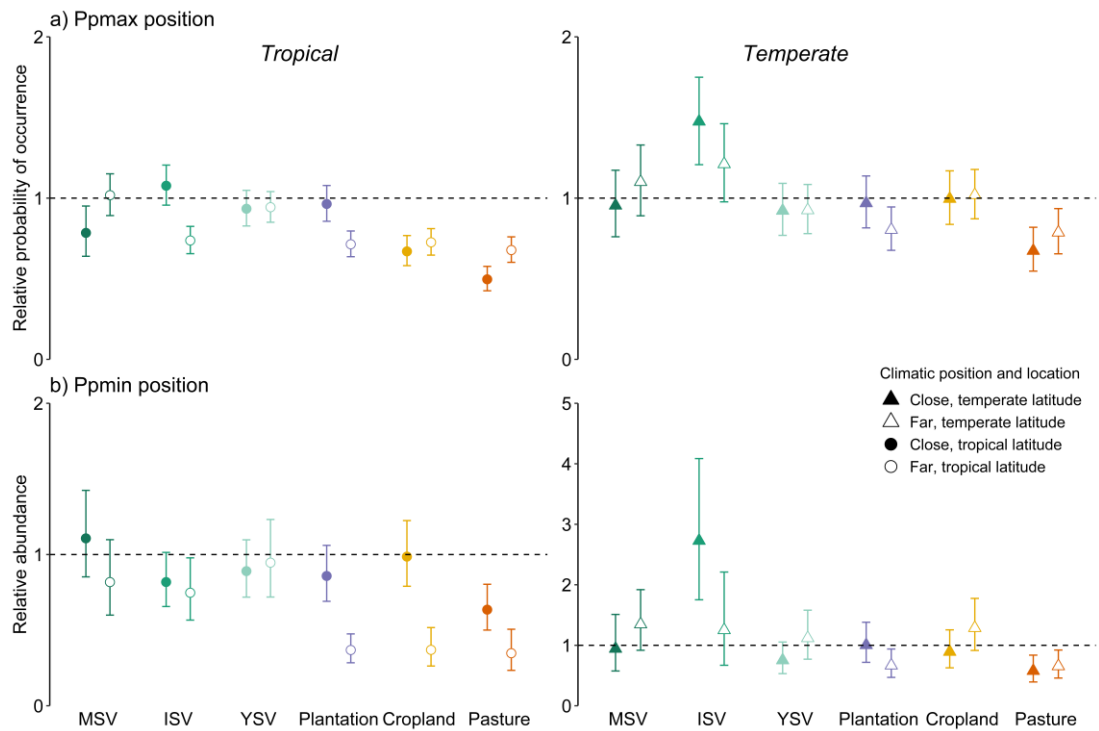 a) Ppmax position
Tropical
Temperate
Relative probability of occurrence
2
1
0
2
1
0
b) Ppmin position
Relative abundance
2
1
0
5
4
3
2
1
0
Climatic position and location
Close, temperate latitude
Far, temperate latitude
Close, tropical latitude
Far, tropical latitude
MSV ISV YSV Plantation Cropland Pasture
MSV ISV YSV Plantation Cropland Pasture